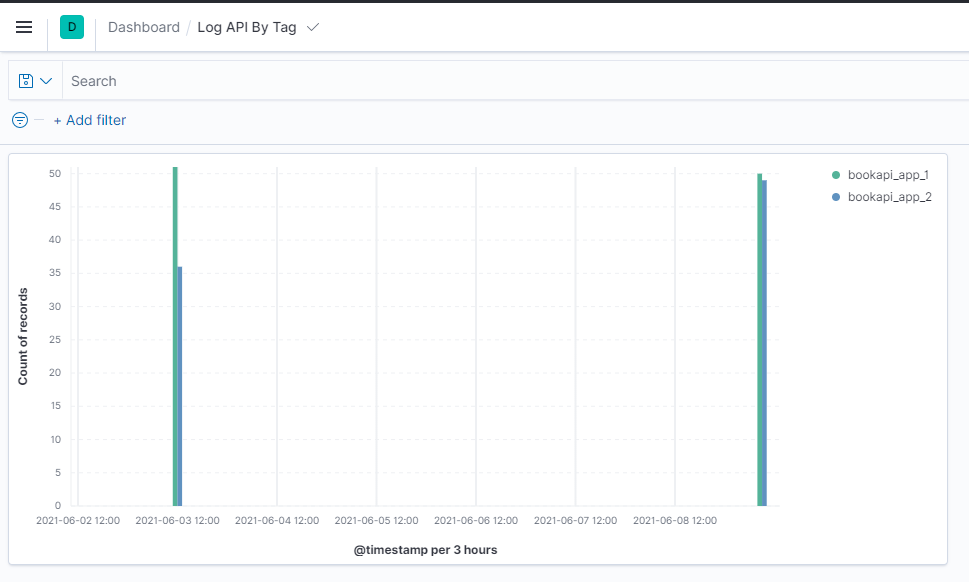 D Dashboard / Log API By Tag
Search
+ Add filter
50
45
40
35
30
25
20
15
10
5
0
Count of records
2021-06-02 12:00 2021-06-03 12:00 2021-06-04 12:00 2021-06-05 12:00 2021-06-06 12:00 2021-06-07 12:00 2021-06-08 12:00
@timestamp per 3 hours
bookapi_app_1
bookapi_app_2